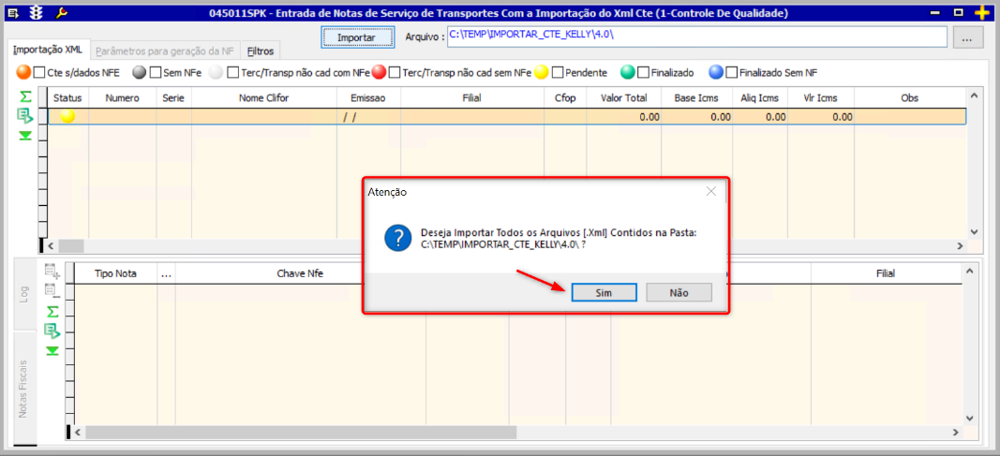 045011SPK - Entrada de Notas de Serviço de Transportes Com a Importação do Xml Cte (1-Controle De Qualidade)
Importar Arquivo : C:\TEMP\IMPORTAR_CTE_KELLY\4.0\ ...
Importação XML Parâmetros para geração da NF Filtros
Cte s/dados NFE Sem NFe Terc/Transp não cad com NFe Terc/Transp não cad sem NFe Pendente Finalizado Finalizado Sem NF
Status Numero Serie Nome Clifor Emissao Filial Cfop Valor Total Base Icms Aliq Icms Vlr Icms Obs
/ / 0.00 0.00 0.00 0.00
Atenção
Deseja Importar Todos os Arquivos [.Xml] Contidos na Pasta:
C:\TEMP\IMPORTAR_CTE_KELLY\4.0\ ?
Sim Não
Tipo Nota ... Chave Nfe Filial
Log
Notas Fiscais